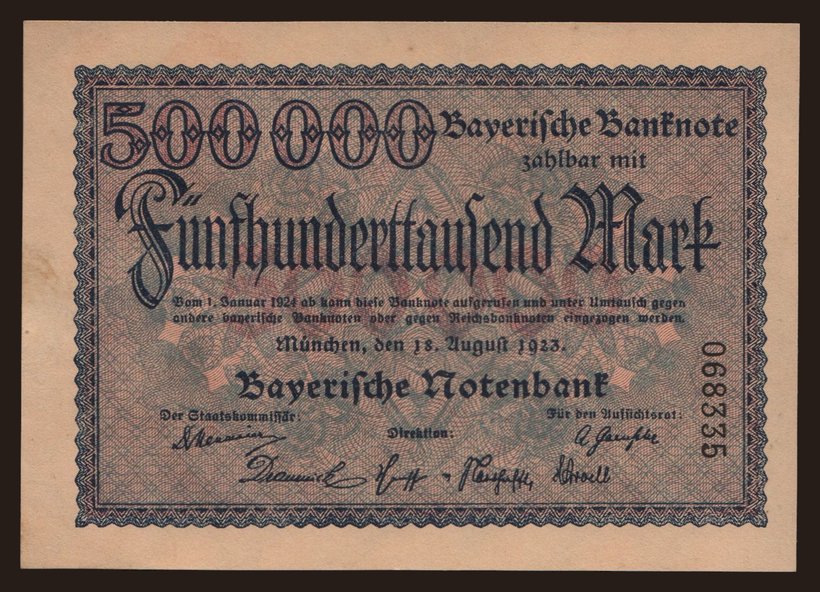 500 000 Bayerische Banknote
zahlbar mit
Fünfhunderttausend Mark
Vom 1. Januar 1924 ab kann diese Banknote aufgerufen und unter Umtausch gegen
andere bayerische Banknoten oder gegen Reichsbanknoten eingezogen werden.
München, den 18. August 1923.
Bayerische Notenbank
Der Staatskommissär:
Direktion:
Für den Aufsichtsrat:
068335